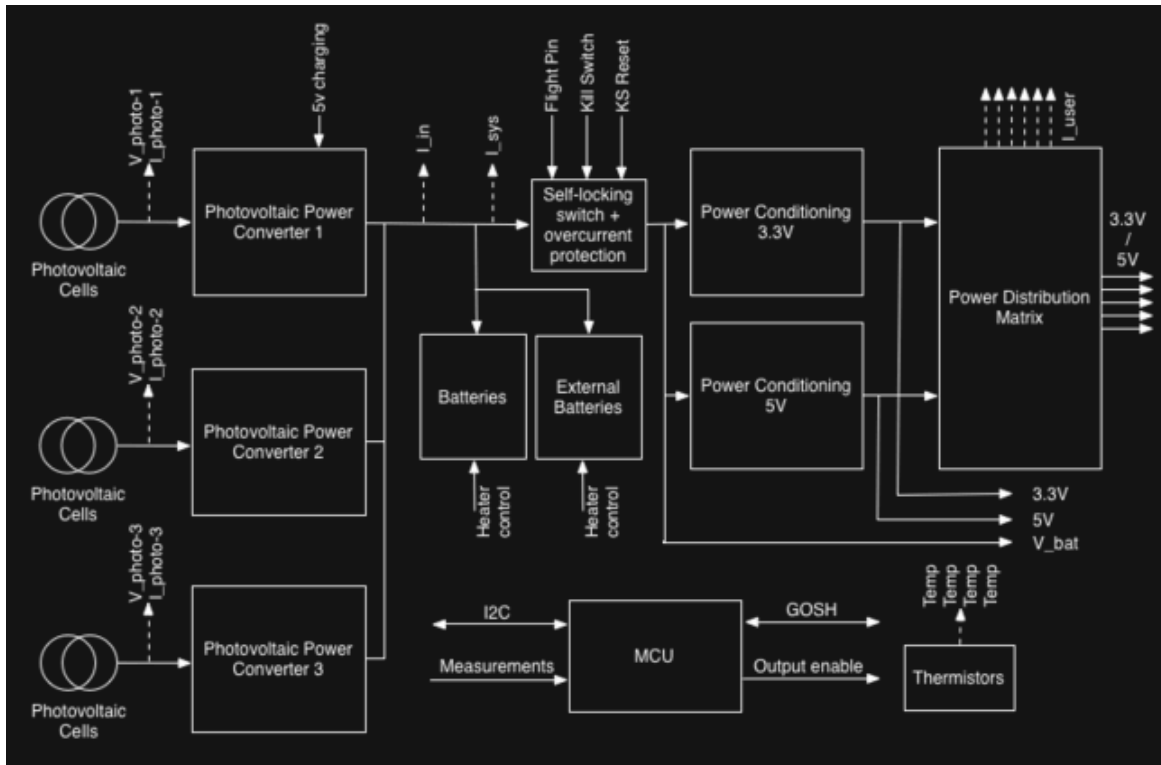 V_photo-1
I_photo-1
5v charging
I_in
I_sys
Flight Pin
Kill Switch
KS Reset
I_user
Photovoltaic
Cells
Photovoltaic Power
Converter 1
Self-locking
switch +
overcurrent
protection
Power Conditioning
3.3V
Power Distribution
Matrix
3.3V
/
5V
V_photo-2
I_photo-2
Photovoltaic
Cells
Photovoltaic Power
Converter 2
Batteries
External
Batteries
Power Conditioning
5V
Heater
control
Heater
control
3.3V
5V
V_bat
V_photo-3
I_photo-3
Photovoltaic
Cells
Photovoltaic Power
Converter 3
I2C
Measurements
MCU
GOSH
Output enable
Temp
Temp
Temp
Temp
Thermistors